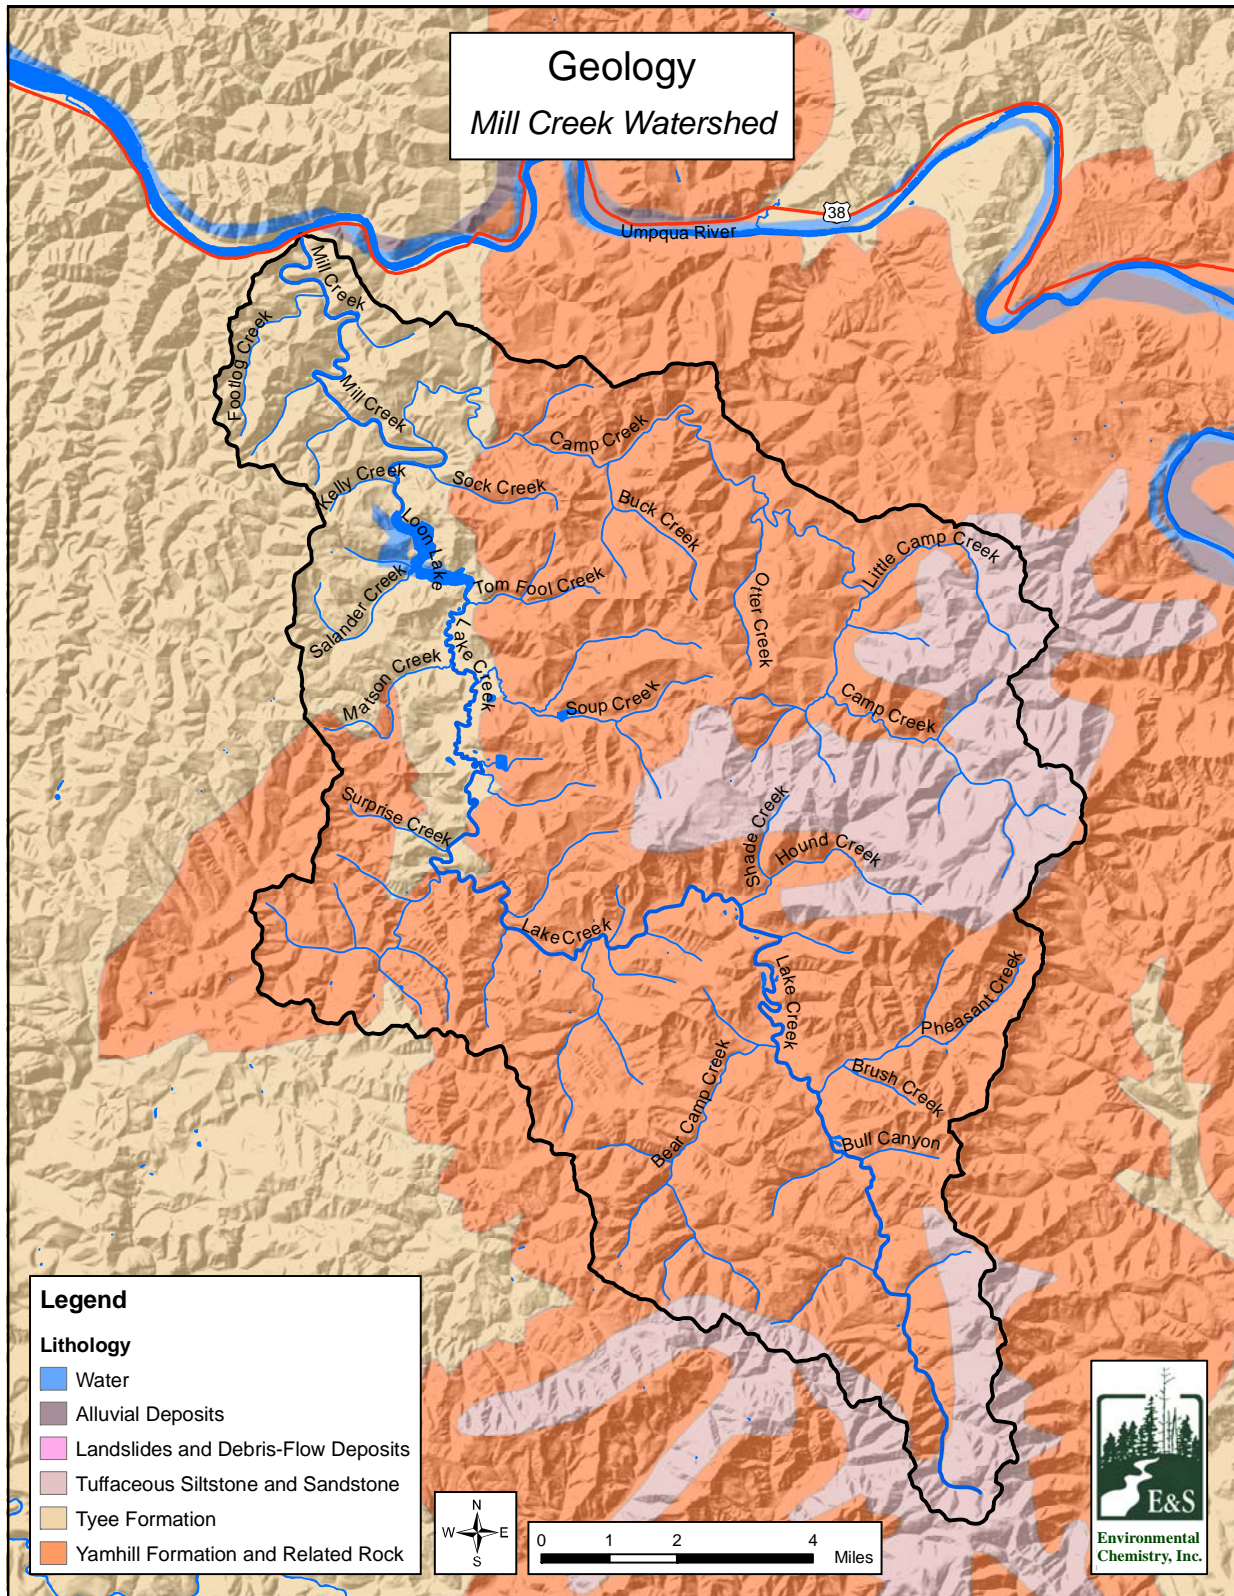 Geology
Mill Creek Watershed
38
Umpqua River
Mill Creek
Footlog Creek
Mill Creek
Camp Creek
Kelly Creek
Sock Creek
Buck Creek
Loon Lake
Little Camp Creek
Tom Fool Creek
Otter Creek
Salander Creek
Lake Creek
Matson Creek
Soup Creek
Camp Creek
Surprise Creek
Shade Creek
Hound Creek
Lake Creek
Lake Creek
Pheasant Creek
Brush Creek
Bear Camp Creek
Bull Canyon
Legend
Lithology
Water
Alluvial Deposits
Landslides and Debris-Flow Deposits
Tuffaceous Siltstone and Sandstone
Tyee Formation
Yamhill Formation and Related Rock
N
W E
S
0 1 2 4
Miles
E&S
Environmental
Chemistry, Inc.